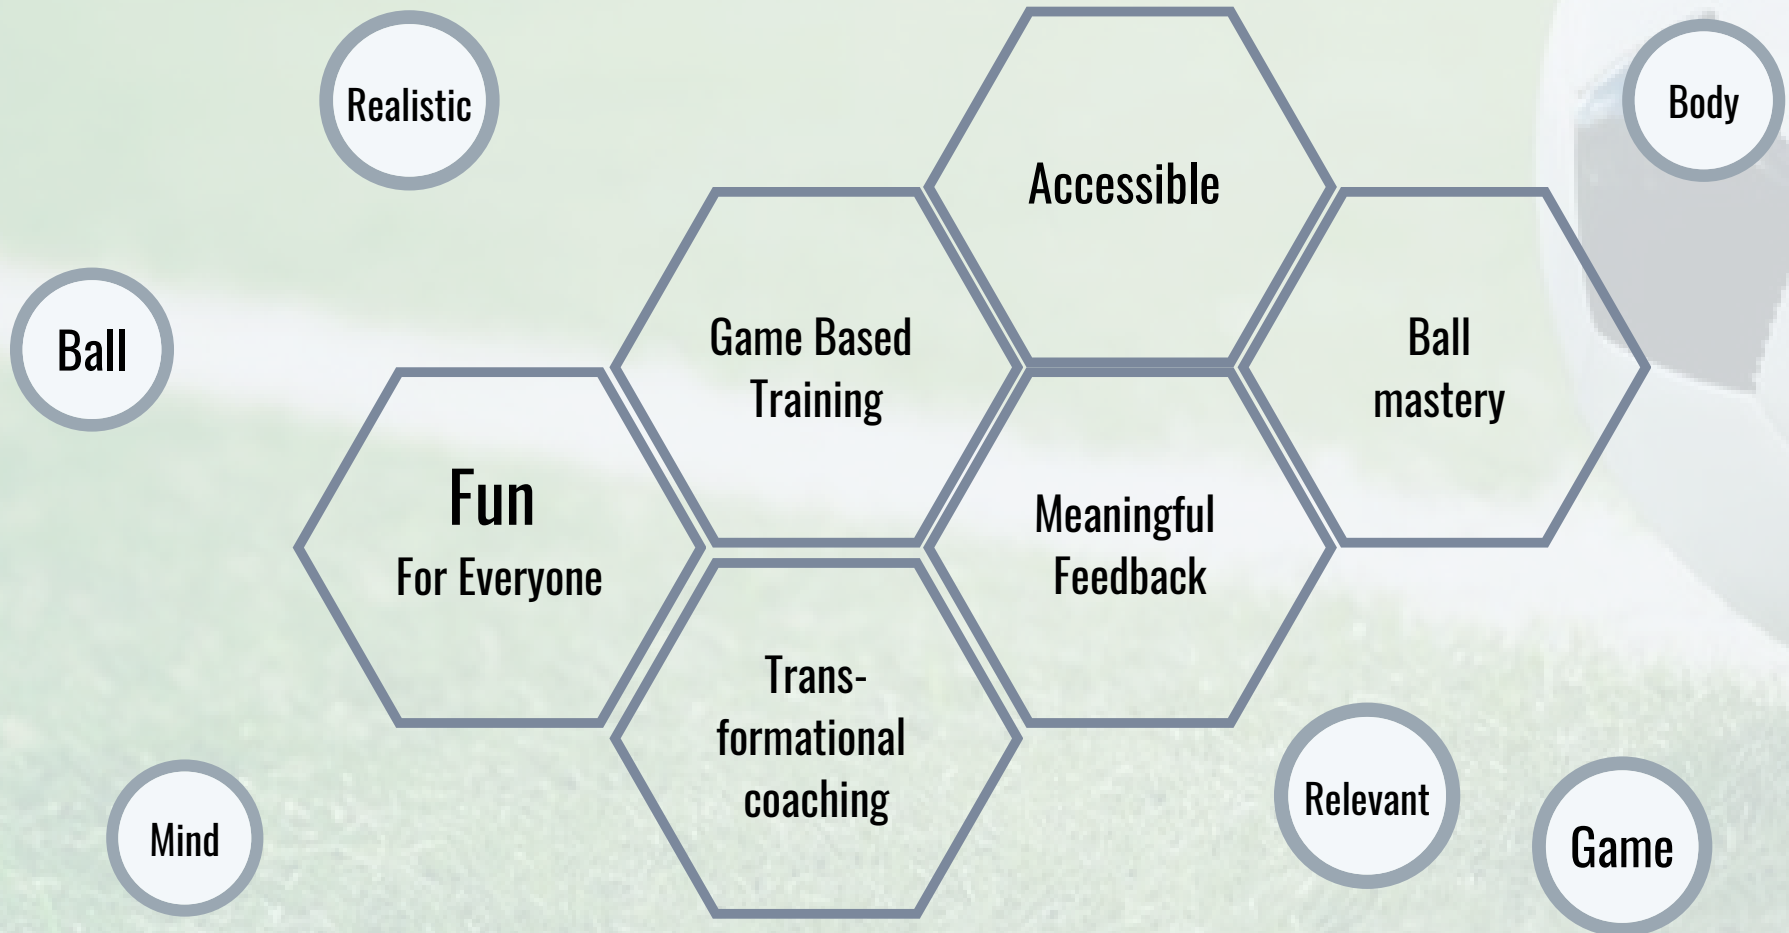 Realistic
Body
Accessible
Ball
Game Based
Training
Ball
mastery
Fun
For Everyone
Meaningful
Feedback
Trans-
formational
coaching
Mind
Relevant
Game